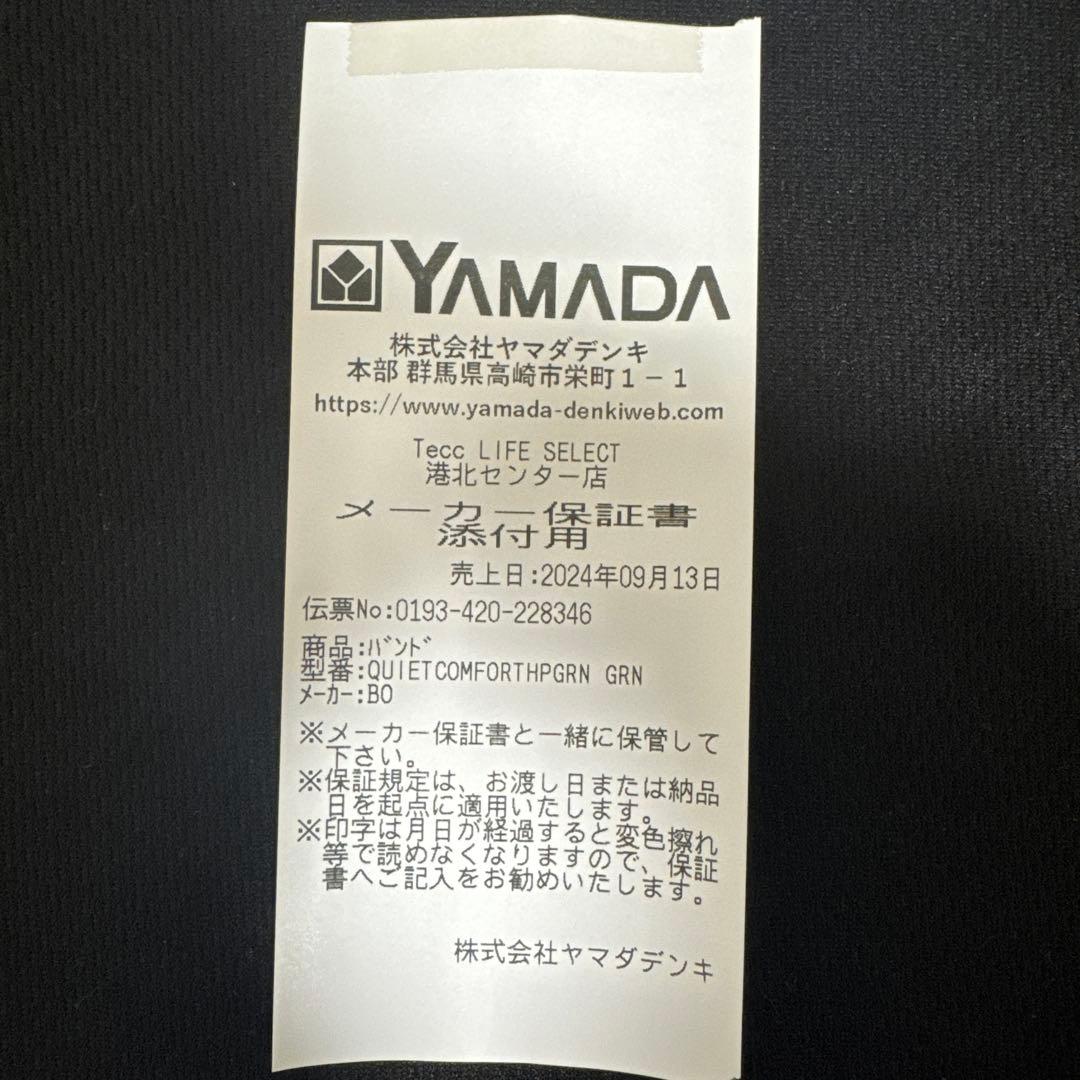 YAMADA
株式会社ヤマダデンキ
本部 群馬県高崎市栄町1-1
https://www.yamada-denkiweb.com
Tecc LIFE SELECT
港北センター店
メーカー保証書
添付用
売上日:2024年09月13日
伝票No:0193-420-228346
商品:ﾊﾞﾝﾄﾞ
型番:QUIETCOMFORTHPGRN GRN
ﾒｰｶｰ:BO
※メーカー保証書と一緒に保管して
下さい。
※保証規定は、お渡し日または納品
日を起点に適用いたします。
※印字は月日が経過すると変色擦れ
等で読めなくなりますので、保証
書へご記入をお勧めいたします。
株式会社ヤマダデンキ